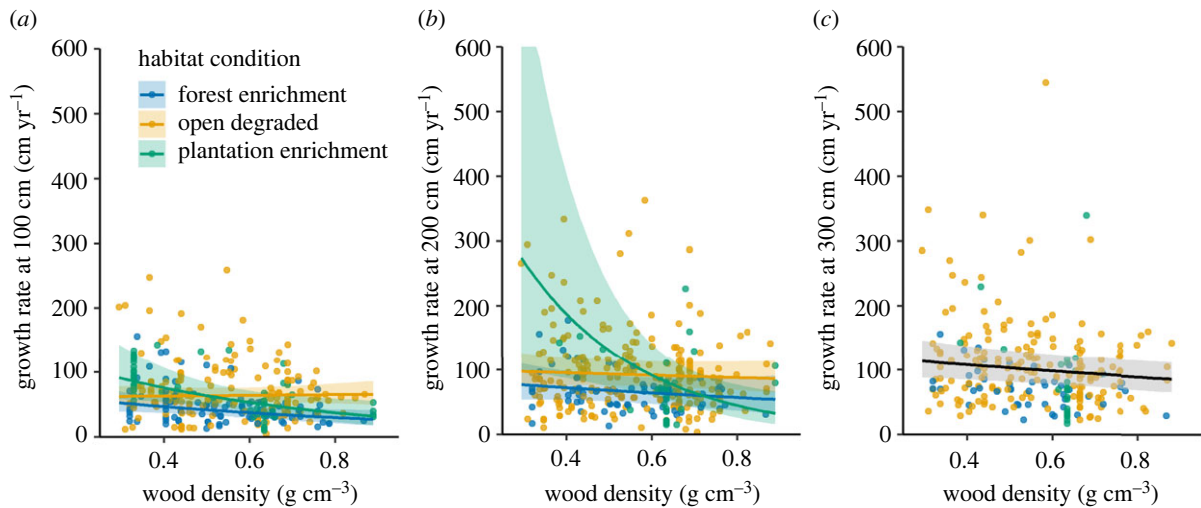 (a)
600
500
400
300
200
100
0
growth rate at 100 cm (cm yr⁻¹)
habitat condition
forest enrichment
open degraded
plantation enrichment
0.4 0.6 0.8
wood density (g cm⁻³)
(b)
600
500
400
300
200
100
0
growth rate at 200 cm (cm yr⁻¹)
0.4 0.6 0.8
wood density (g cm⁻³)
(c)
600
500
400
300
200
100
0
growth rate at 300 cm (cm yr⁻¹)
0.4 0.6 0.8
wood density (g cm⁻³)